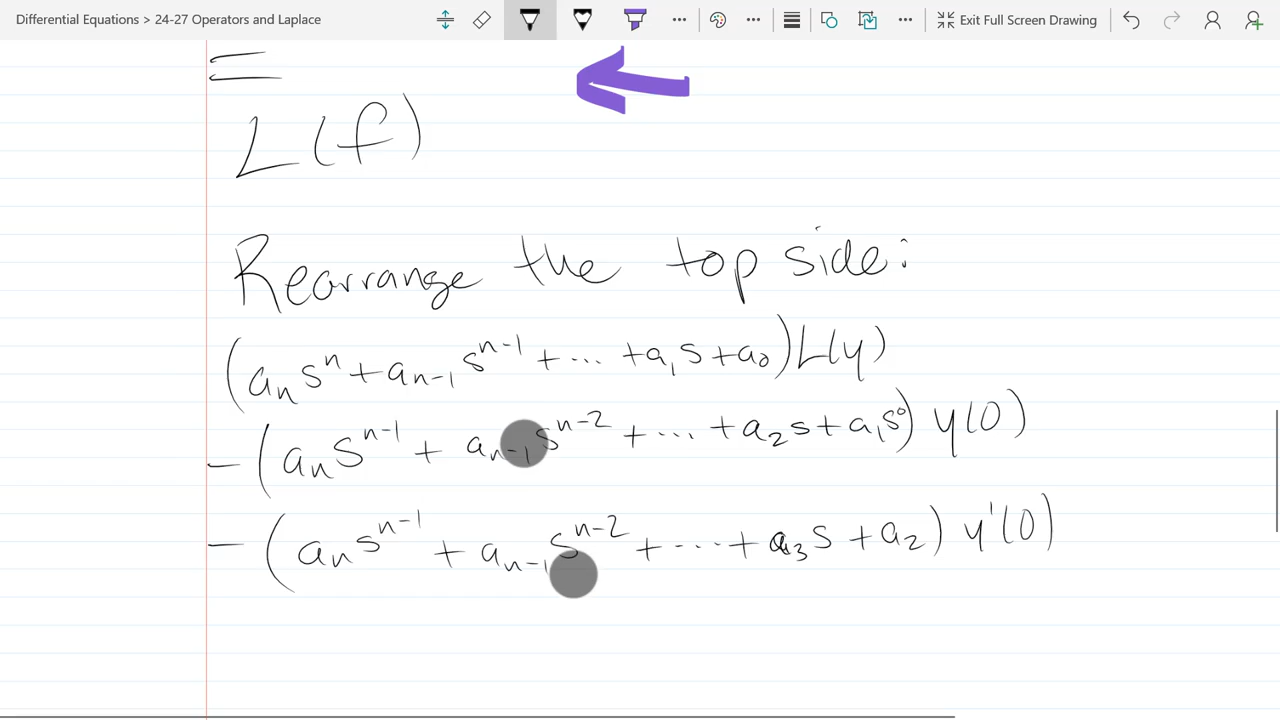 Differential Equations > 24-27 Operators and Laplace
Exit Full Screen Drawing
=
L(f)
Rearrange the top side:
(aₙsⁿ + aₙ₋₁sⁿ⁻¹ + ... + a₁s + a₀)L(y)
- (aₙsⁿ⁻¹ + aₙ₋₁sⁿ⁻² + ... + a₂s + a₁s⁰) y(0)
- (aₙsⁿ⁻¹ + aₙ₋₁sⁿ⁻² + ... + a₃s + a₂) y'(0)